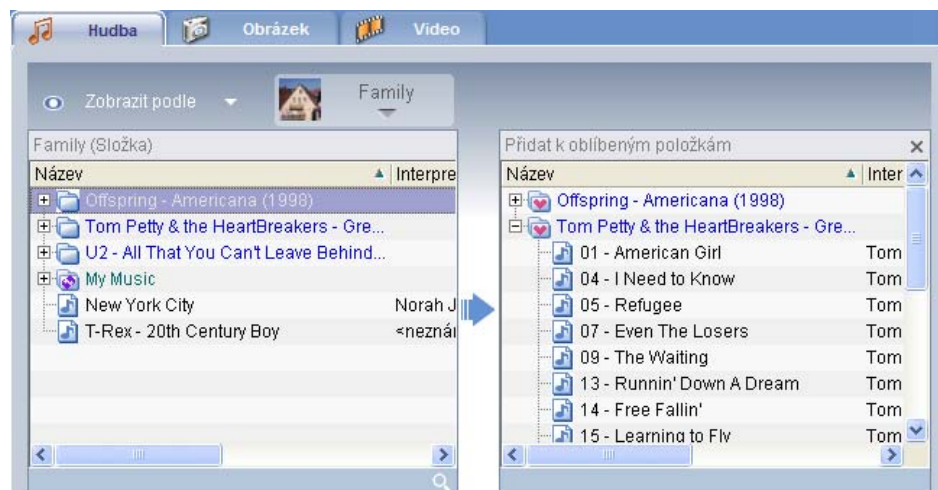 Hudba Obrázek Video
Zobrazit podle Family
Family (Složka)
Název Interpre
Offspring - Americana (1998)
Tom Petty & the HeartBreakers - Gre...
U2 - All That You Can't Leave Behind...
My Music
New York City Norah J
T-Rex - 20th Century Boy <neznár
Přidat k oblíbeným položkám
Název Inter
Offspring - Americana (1998)
Tom Petty & the HeartBreakers - Gre...
01 - American Girl Tom
04 - I Need to Know Tom
05 - Refugee Tom
07 - Even The Losers Tom
09 - The Waiting Tom
13 - Runnin' Down A Dream Tom
14 - Free Fallin' Tom
15 - Learning to Fly Tom